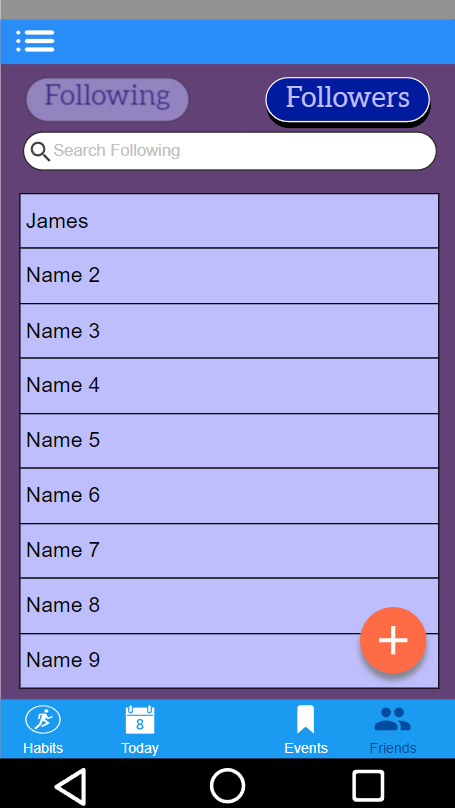 Following Followers
Search Following
James
Name 2
Name 3
Name 4
Name 5
Name 6
Name 7
Name 8
Name 9
8
Habits Today Events Friends